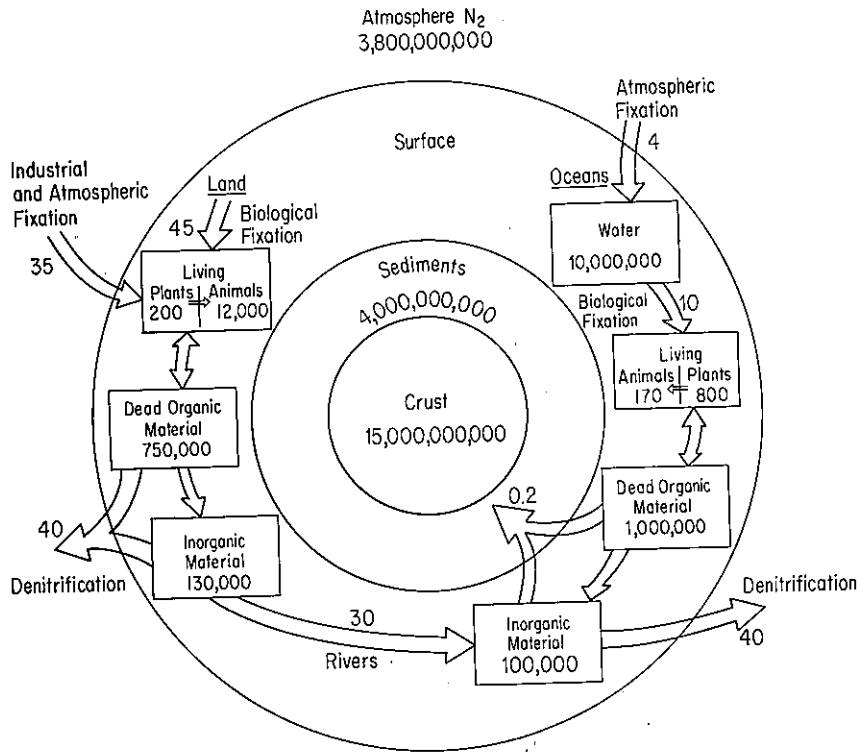 Atmosphere N2
3,800,000,000
Atmospheric
Fixation
4
Surface
Industrial
and Atmospheric
Fixation
35
Land
45
Biological
Fixation
Oceans
Water
10,000,000
Living
Plants Animals
200 12,000
Sediments
4,000,000,000
Biological
Fixation
10
Living
Animals Plants
170 800
Crust
15,000,000,000
Dead Organic
Material
750,000
0.2
Dead Organic
Material
1,000,000
40
Denitrification
Inorganic
Material
130,000
30
Rivers
Inorganic
Material
100,000
Denitrification
40